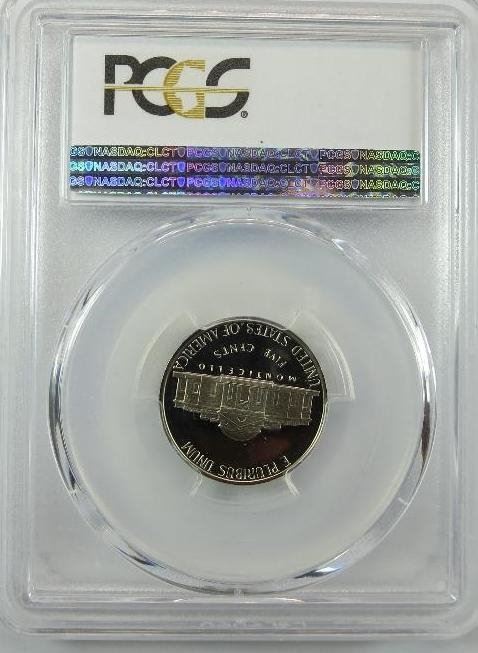 PCGS®
GS NASDAQ:CLCT PCGS NASDAQ:CLCT PCGS NASDAQ:C
GS NASDAQ:CLCT PCGS NASDAQ:CLCT PCGS NASDAQ:C
GS NASDAQ:CLCT PCGS NASDAQ:CLCT PCGS NASDAQ:C
E PLURIBUS UNUM
MONTICELLO
FIVE CENTS
UNITED STATES OF AMERICA